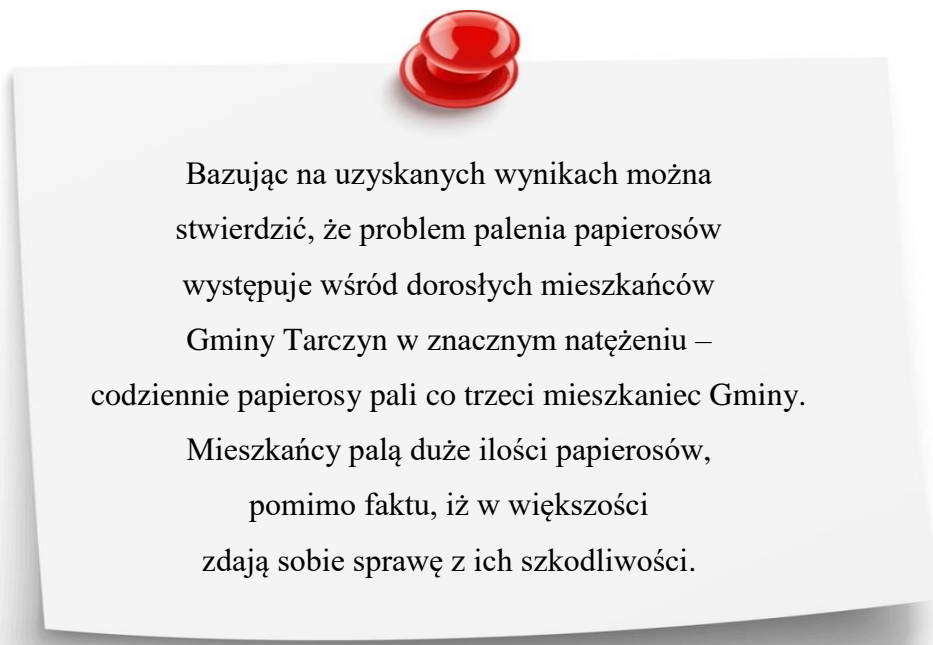 Bazując na uzyskanych wynikach można
stwierdzić, że problem palenia papierosów
występuje wśród dorosłych mieszkańców
Gminy Tarczyn w znacznym natężeniu –
codziennie papierosy pali co trzeci mieszkaniec Gminy.
Mieszkańcy palą duże ilości papierosów,
pomimo faktu, iż w większości
zdają sobie sprawę z ich szkodliwości.